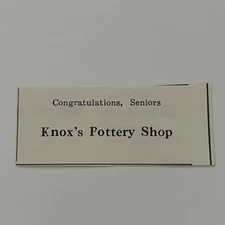 Congratulations, Seniors
Knox's Pottery Shop